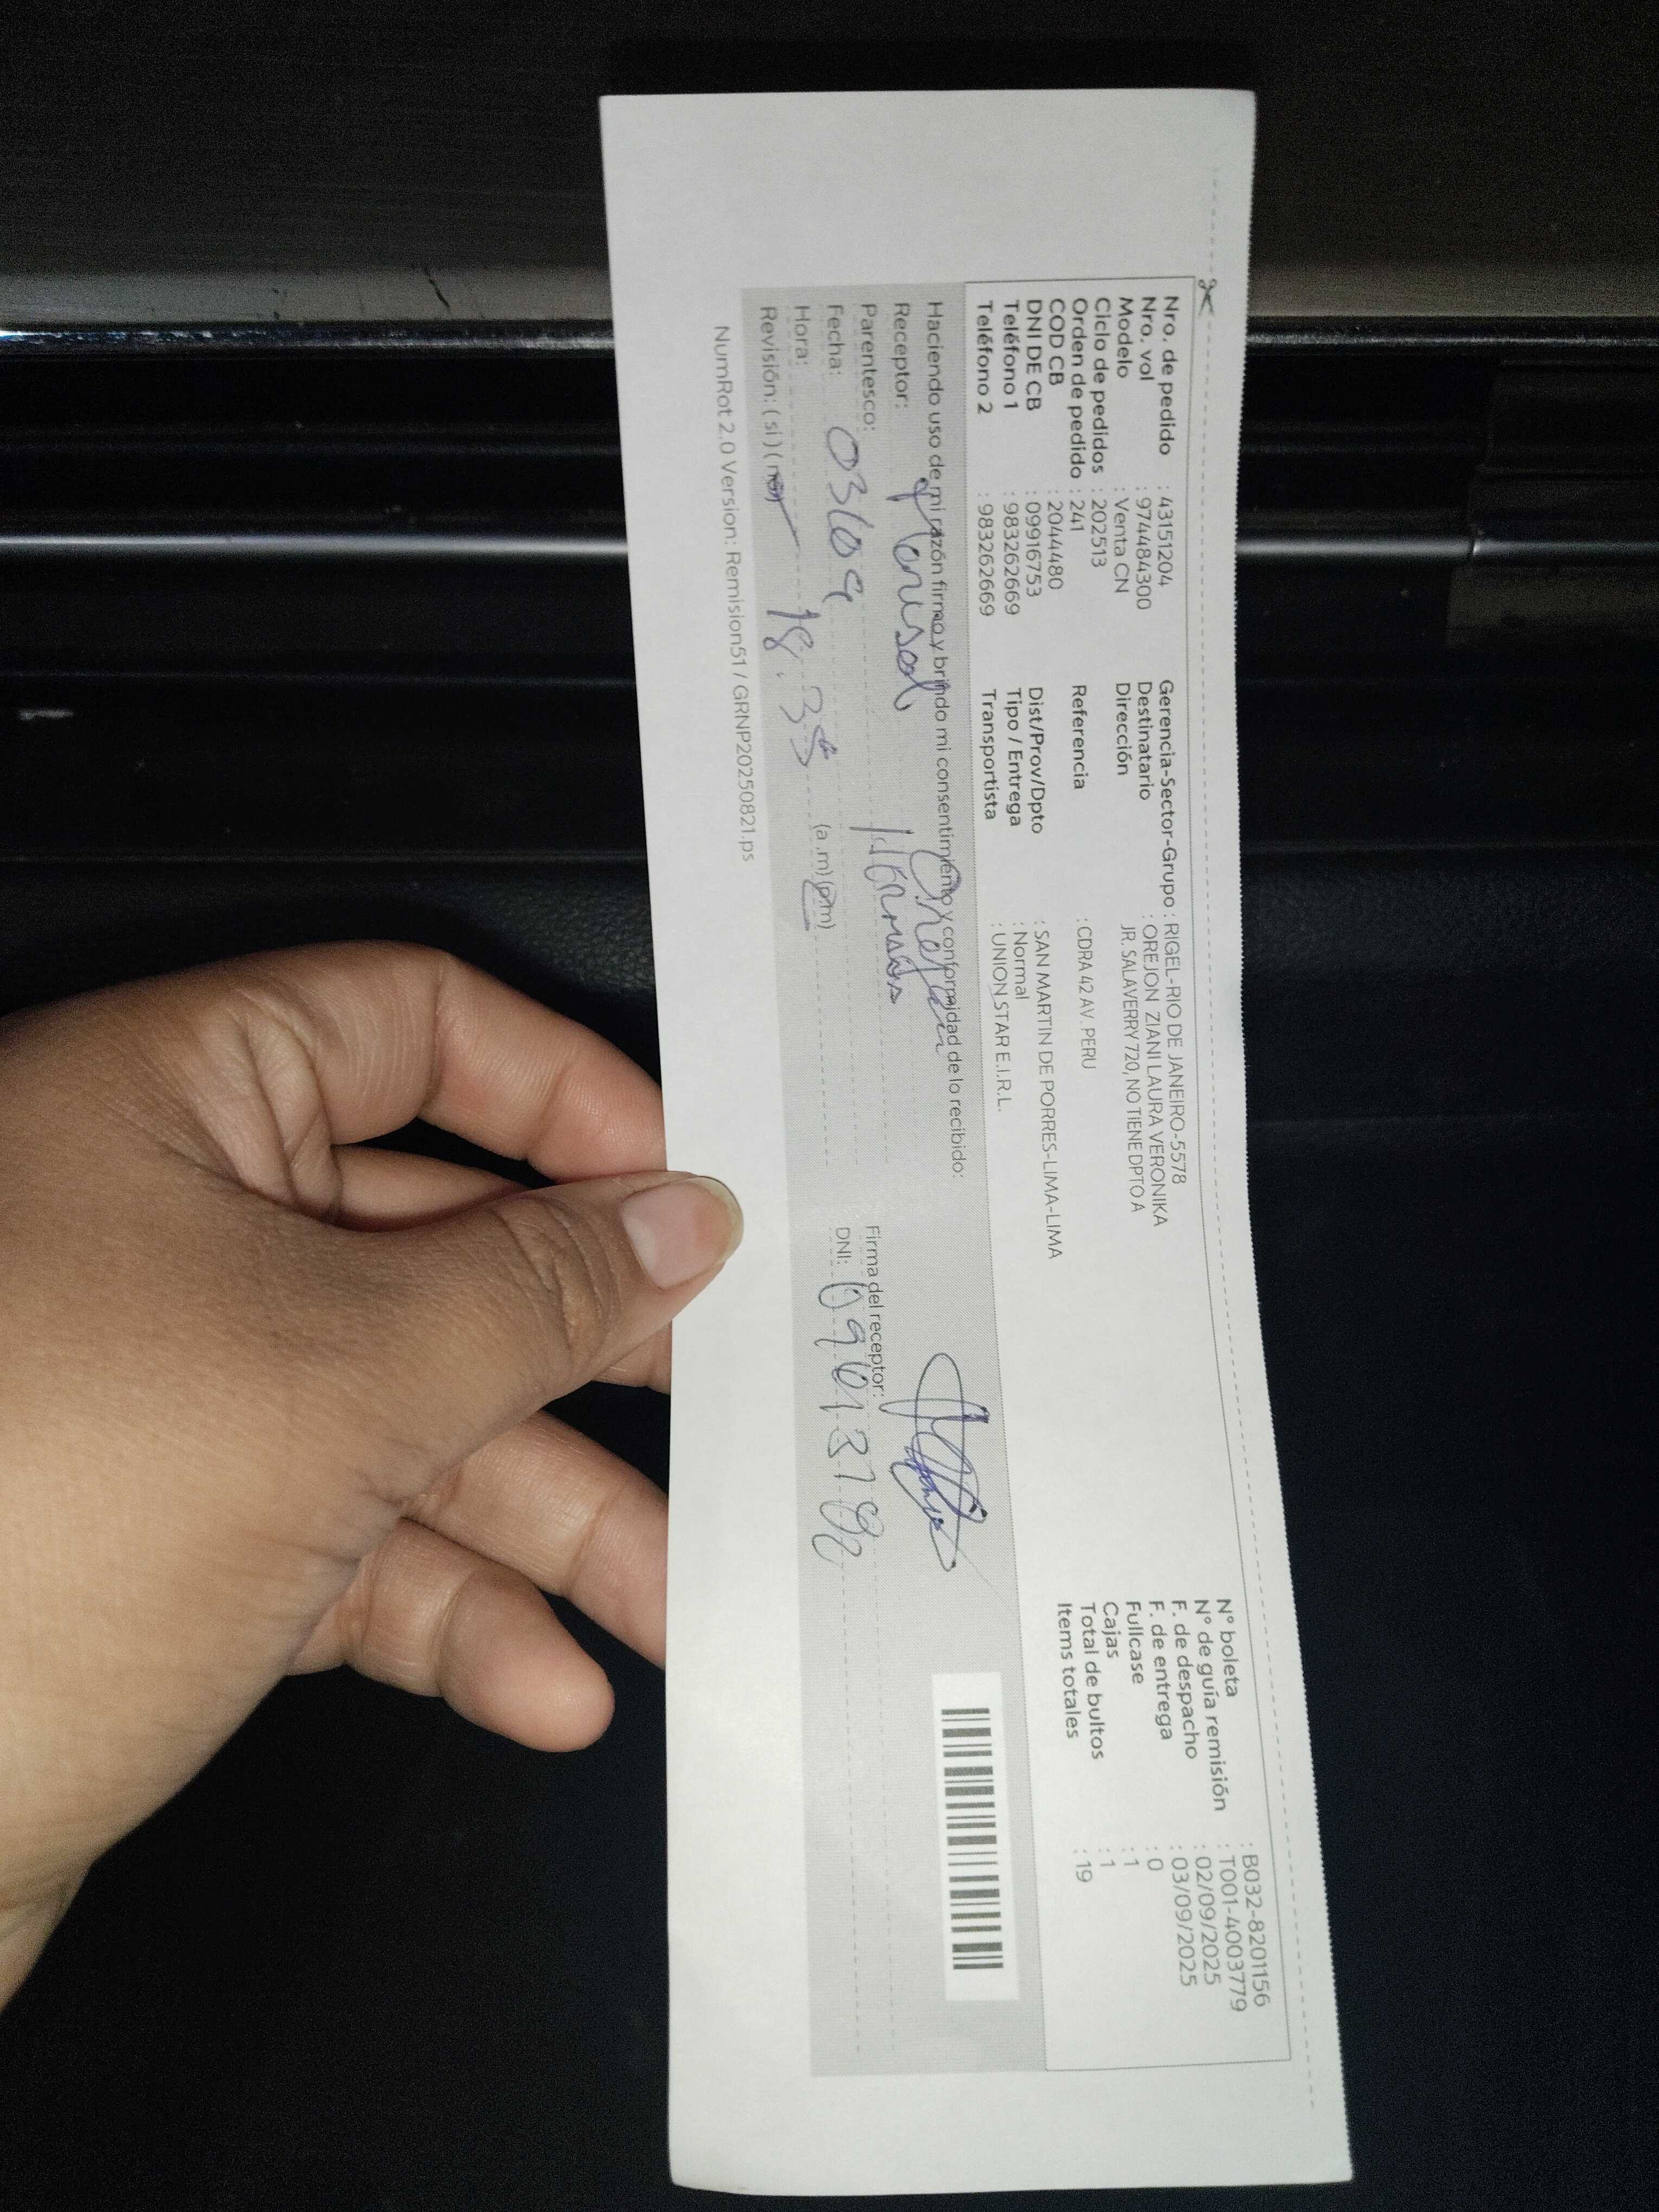 Nro. de pedido : 43151204
Nro. vol : 9744484300
Modelo : Venta CN
Ciclo de pedidos : 202513
Orden de pedido : 241
COD CB : 2044480
DNI DE CB : 09916753
Teléfono 1 : 983262669
Teléfono 2 : 983262669
Gerencia-Sector-Grupo : RIGEL-RIO DE JANEIRO-5578
Destinatario : OREJON ZIANI LAURA VERONIKA
Dirección JR. SALAVERRY 720, NO TIENE DPTO A
Referencia : CDRA 42 AV. PERU
Dist/Prov/Dpto : SAN MARTIN DE PORRES-LIMA-LIMA
Tipo / Entrega : Normal
Transportista : UNION STAR E.I.R.L.
N° boleta : B032-8201156
N° de guía remisión : T001-4003779
F. de despacho : 02/09/2025
F. de entrega : 03/09/2025
Fullcase : 0
Cajas : 1
Total de bultos : 1
Items totales : 19
Haciendo uso de mi razón firmo y brindo mi consentimiento y conformidad de lo recibido:
Receptor: Orejon
Parentesco:
Fecha: 03/09
Hora: 18:35 (a.m) (pm)
Revisión: (si) (no)
Firma del receptor:
DNI:
NumRot 2.0 Version: Remision51 / GRNP20250821.ps